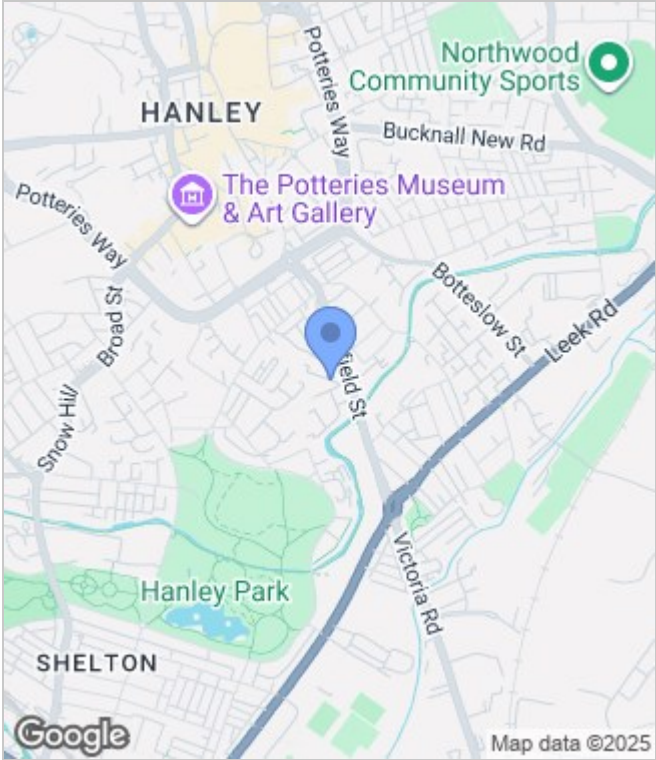 Northwood
Community Sports
Potteries Way
HANLEY
Bucknall New Rd
The Potteries Museum
& Art Gallery
Potteries Way
Botteslow St
Leek Rd
Broad St
field St
Snow Hill
Victoria Rd
Hanley Park
SHELTON
Google
Map data ©2025